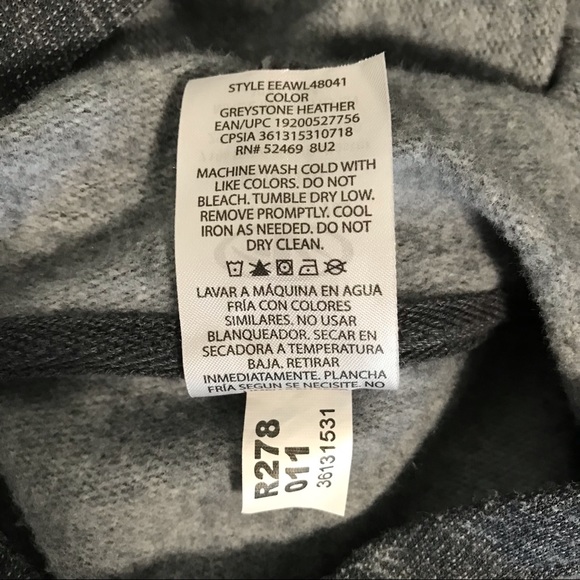 STYLE EEAWL48041
COLOR
GREYSTONE HEATHER
EAN/UPC 19200527756
CPSIA 361315310718
RN# 52469 8U2
MACHINE WASH COLD WITH
LIKE COLORS. DO NOT
BLEACH. TUMBLE DRY LOW.
REMOVE PROMPTLY. COOL
IRON AS NEEDED. DO NOT
DRY CLEAN.
LAVAR A MÁQUINA EN AGUA
FRÍA CON COLORES
SIMILARES. NO USAR
BLANQUEADOR. SECAR EN
SECADORA A TEMPERATURA
BAJA. RETIRAR
INMEDIATAMENTE. PLANCHA
FRÍA SEGUN SE NECISITE. NO
R278
011
36131531